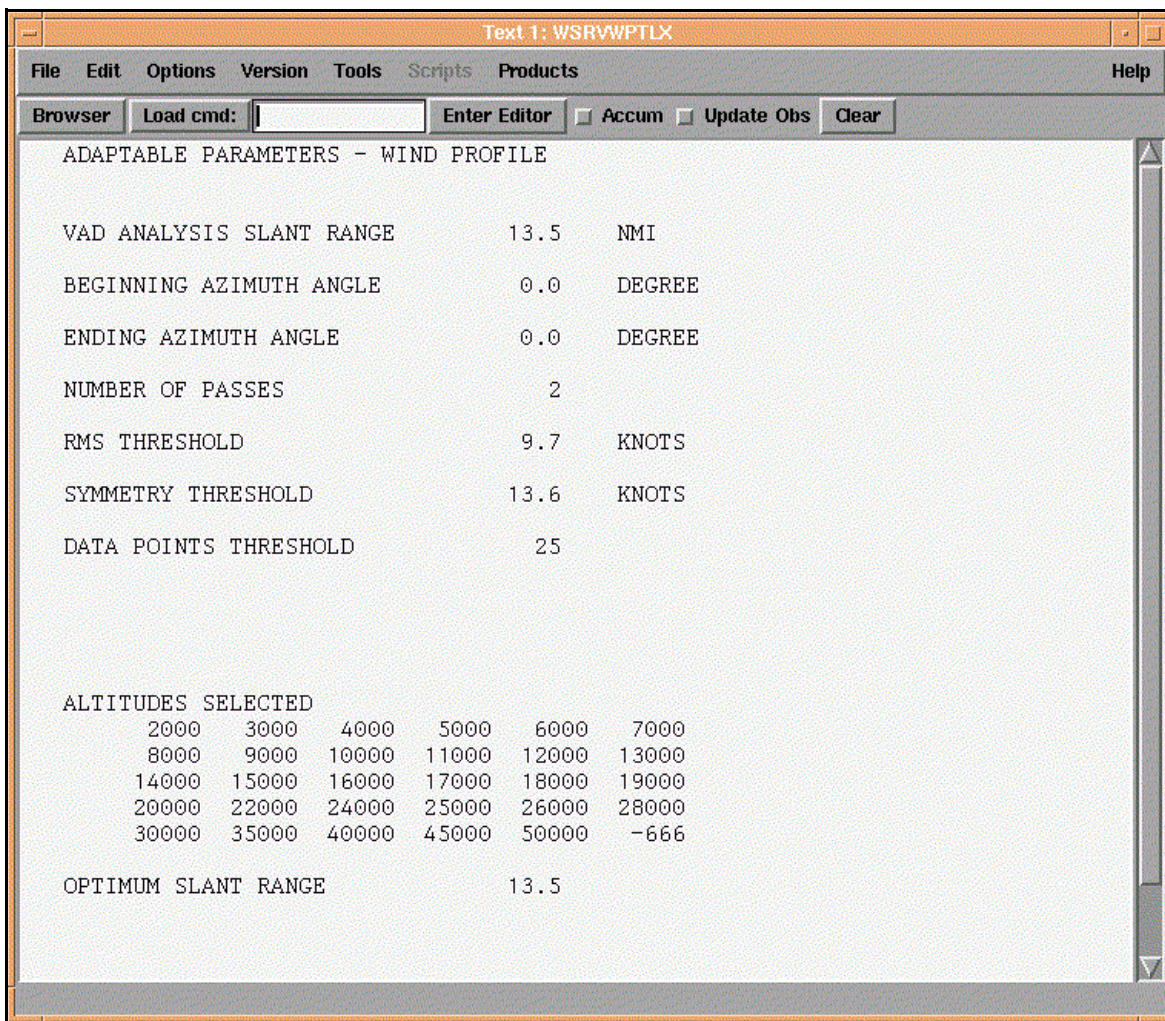 Text 1: WSRVWPTLX
File Edit Options Version Tools Scripts Products Help
Browser Load cmd: Enter Editor Accum Update Obs Clear
ADAPTABLE PARAMETERS - WIND PROFILE
VAD ANALYSIS SLANT RANGE 13.5 NMI
BEGINNING AZIMUTH ANGLE 0.0 DEGREE
ENDING AZIMUTH ANGLE 0.0 DEGREE
NUMBER OF PASSES 2
RMS THRESHOLD 9.7 KNOTS
SYMMETRY THRESHOLD 13.6 KNOTS
DATA POINTS THRESHOLD 25
ALTITUDES SELECTED
2000 3000 4000 5000 6000 7000
8000 9000 10000 11000 12000 13000
14000 15000 16000 17000 18000 19000
20000 22000 24000 25000 26000 28000
30000 35000 40000 45000 50000 -666
OPTIMUM SLANT RANGE 13.5